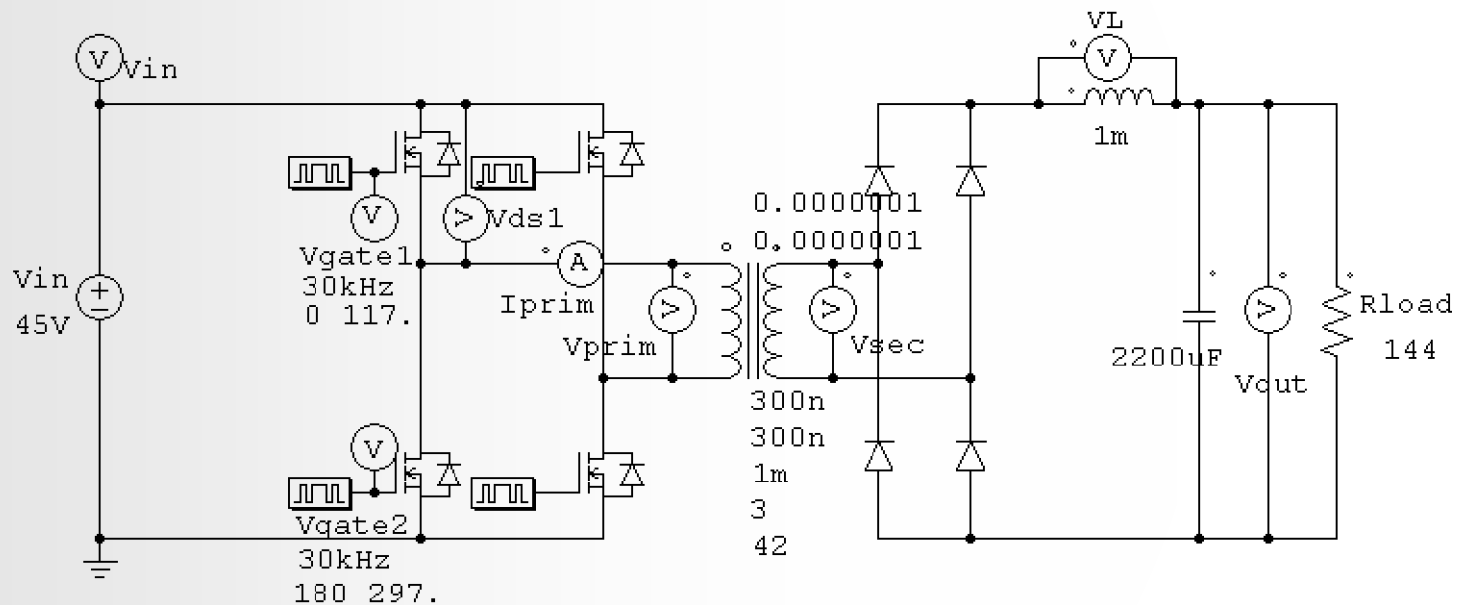 V Vin
Vin
45V
V
Vgate1
30kHz
0 117.
V
Vgate2
30kHz
180 297.
V Vds1
A
Iprim
V
Vprim
0.0000001
0.0000001
V
Vsec
300n
300n
1m
3
42
VL
V
1m
2200uF
V
Vout
Rload
144